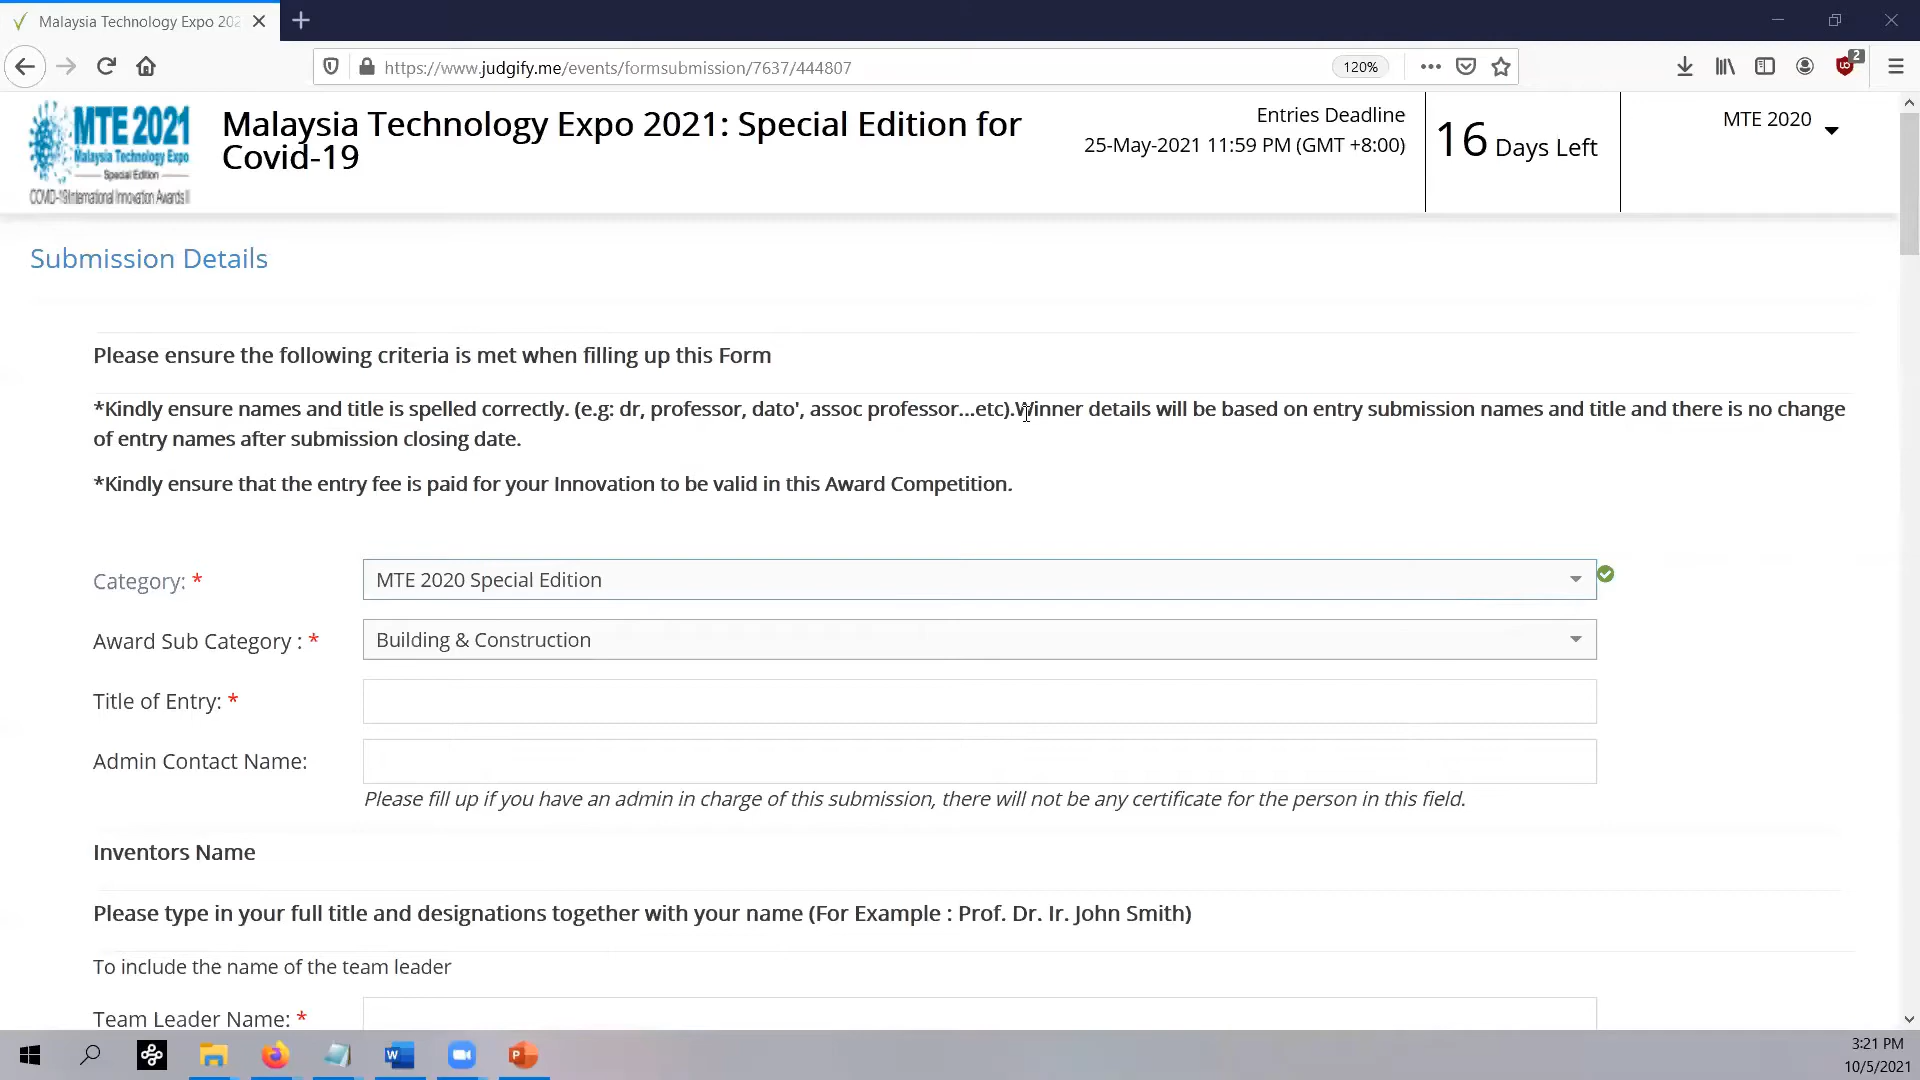 Malaysia Technology Expo 202
https://www.judgify.me/events/formsubmission/7637/444807
120%
2
MTE 2021
Malaysia Technology Expo
Special Edition
COVID-19 International Innovation Awards II
Malaysia Technology Expo 2021: Special Edition for
Covid-19
Entries Deadline
25-May-2021 11:59 PM (GMT +8:00)
16 Days Left
MTE 2020
Submission Details
Please ensure the following criteria is met when filling up this Form
*Kindly ensure names and title is spelled correctly. (e.g: dr, professor, dato', assoc professor...etc).Winner details will be based on entry submission names and title and there is no change
of entry names after submission closing date.
*Kindly ensure that the entry fee is paid for your Innovation to be valid in this Award Competition.
Category: * MTE 2020 Special Edition
Award Sub Category : * Building & Construction
Title of Entry: *
Admin Contact Name:
Please fill up if you have an admin in charge of this submission, there will not be any certificate for the person in this field.
Inventors Name
Please type in your full title and designations together with your name (For Example : Prof. Dr. Ir. John Smith)
To include the name of the team leader
Team Leader Name: *
3:21 PM
10/5/2021